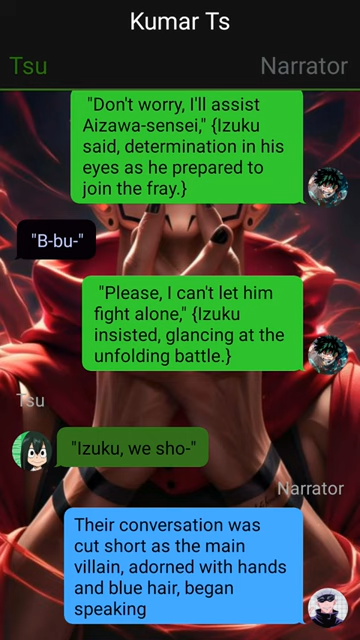 Kumar Ts
Tsu
Narrator
"Don't worry, I'll assist
Aizawa-sensei," {Izuku
said, determination in his
eyes as he prepared to
join the fray.}
"B-bu-"
"Please, I can't let him
fight alone," {Izuku
insisted, glancing at the
unfolding battle.}
Tsu
"Izuku, we sho-"
Narrator
Their conversation was
cut short as the main
villain, adorned with hands
and blue hair, began
speaking